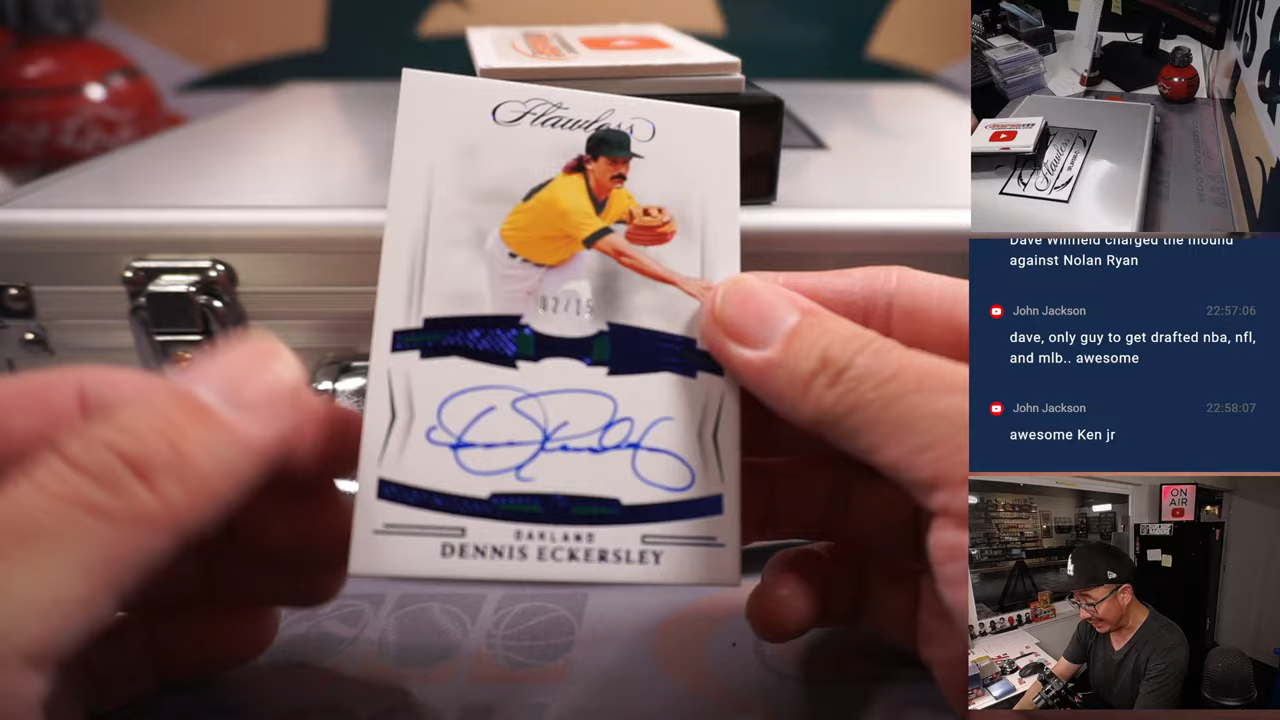 Flawless
02/15
OAKLAND
DENNIS ECKERSLEY
Flawless
Dave Winfield charged the mound
against Nolan Ryan
John Jackson 22:57:06
dave, only guy to get drafted nba, nfl,
and mlb.. awesome
John Jackson 22:58:07
awesome Ken jr
ON
AIR